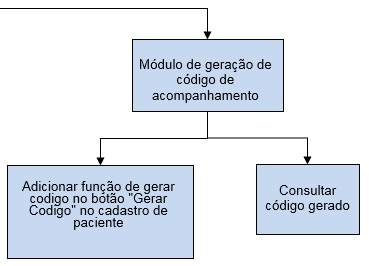 Módulo de geração de
código de
acompanhamento
Adicionar função de gerar
codigo no bótão "Gerar
Codigo" no cadastro de
paciente
Consultar
código gerado